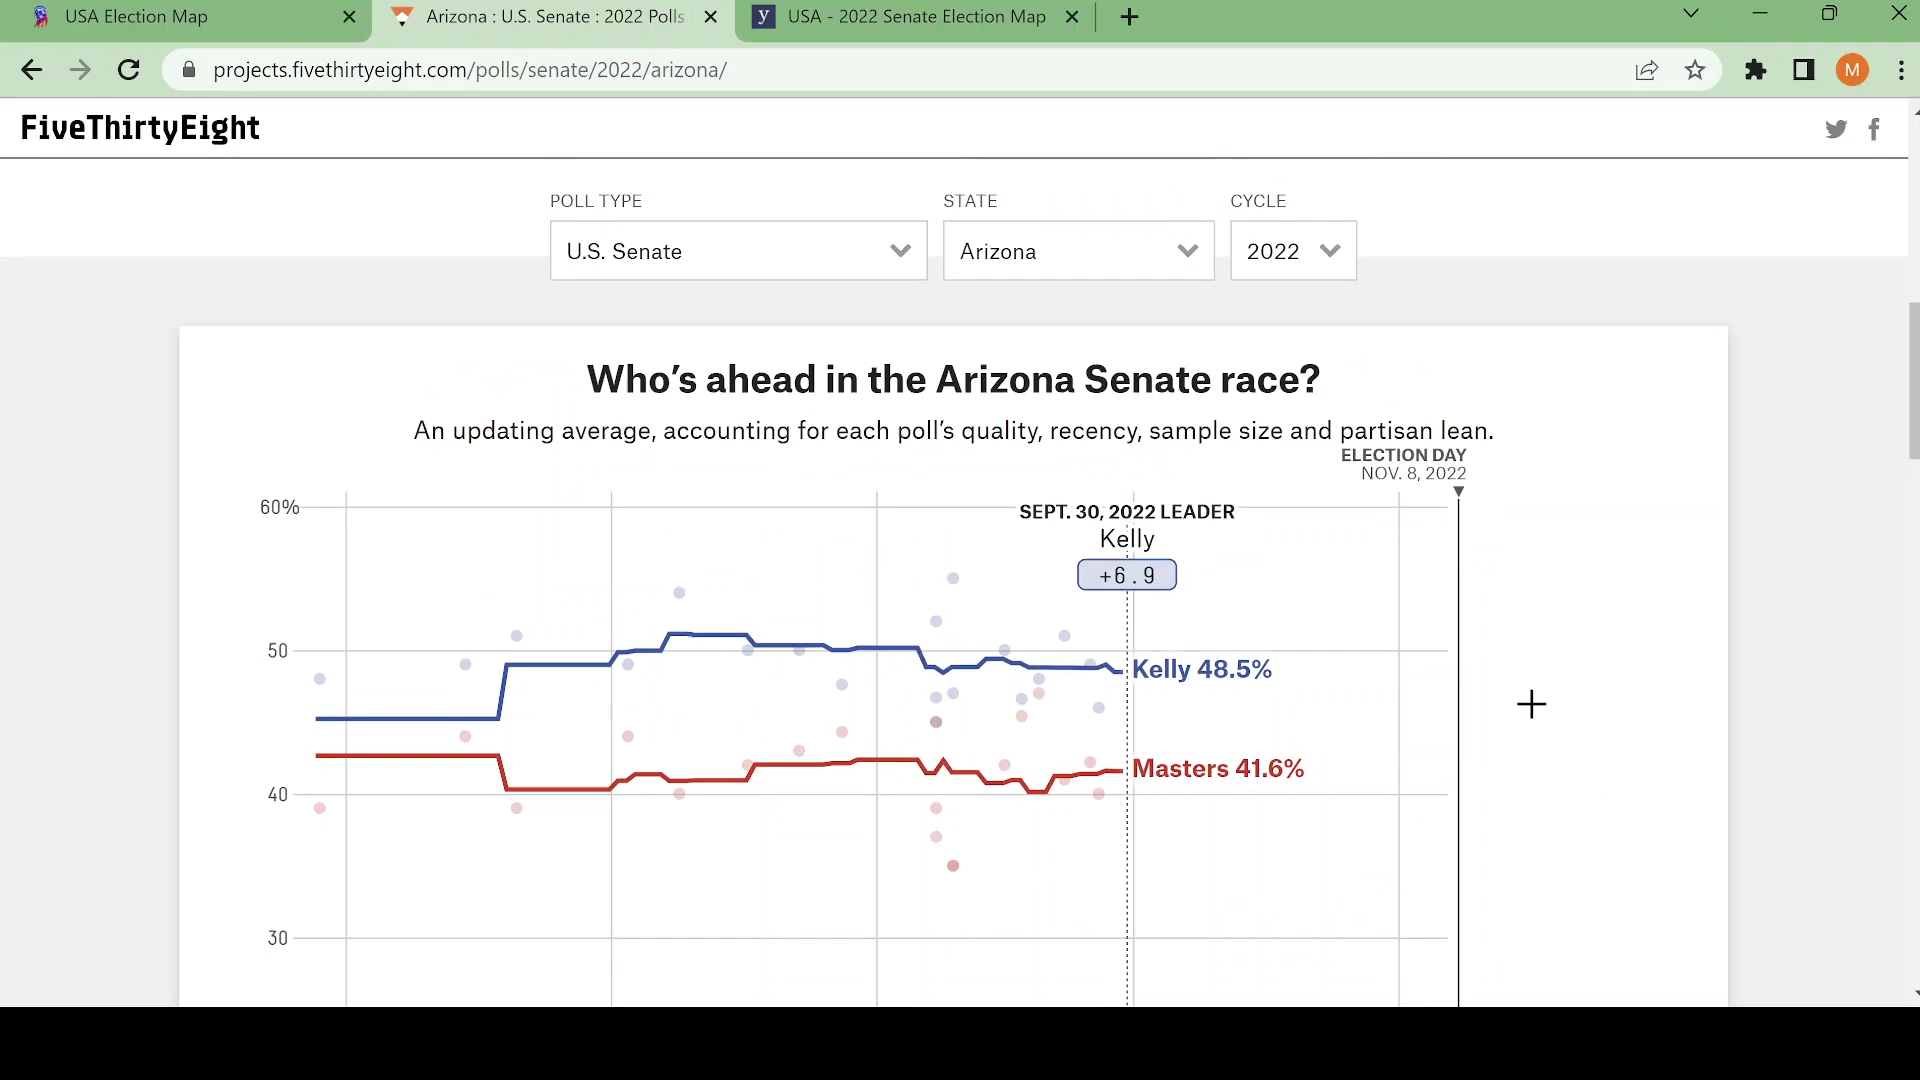 USA Election Map
Arizona : U.S. Senate : 2022 Polls
y USA - 2022 Senate Election Map
projects.fivethirtyeight.com/polls/senate/2022/arizona/
M
FiveThirtyEight
POLL TYPE STATE CYCLE
U.S. Senate Arizona 2022
Who's ahead in the Arizona Senate race?
An updating average, accounting for each poll's quality, recency, sample size and partisan lean.
ELECTION DAY
NOV. 8, 2022
60%
SEPT. 30, 2022 LEADER
Kelly
+6.9
50
Kelly 48.5%
Masters 41.6%
40
30